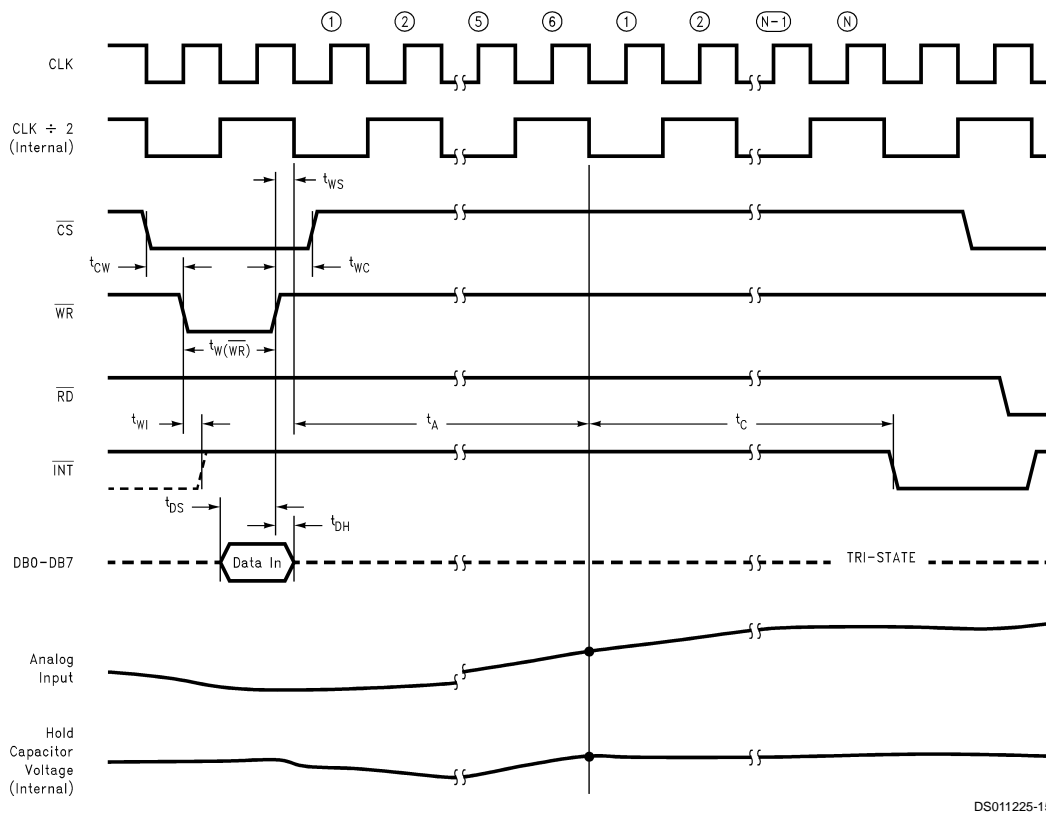 1 2 5 6 1 2 N-1 N
CLK
CLK ÷ 2
(Internal)
tWS
CS
tCW
tWC
WR
tW(WR)
RD
tWI
tA
tC
INT
tDS
tDH
DB0-DB7
Data In
TRI-STATE
Analog
Input
Hold
Capacitor
Voltage
(Internal)